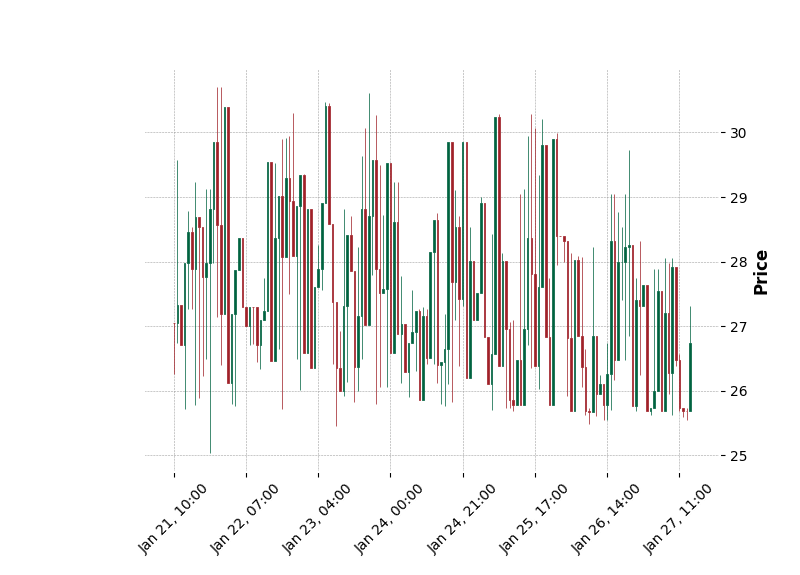 30
29
28
27
26
25
Price
Jan 21, 10:00
Jan 22, 07:00
Jan 23, 04:00
Jan 24, 00:00
Jan 24, 21:00
Jan 25, 17:00
Jan 26, 14:00
Jan 27, 11:00